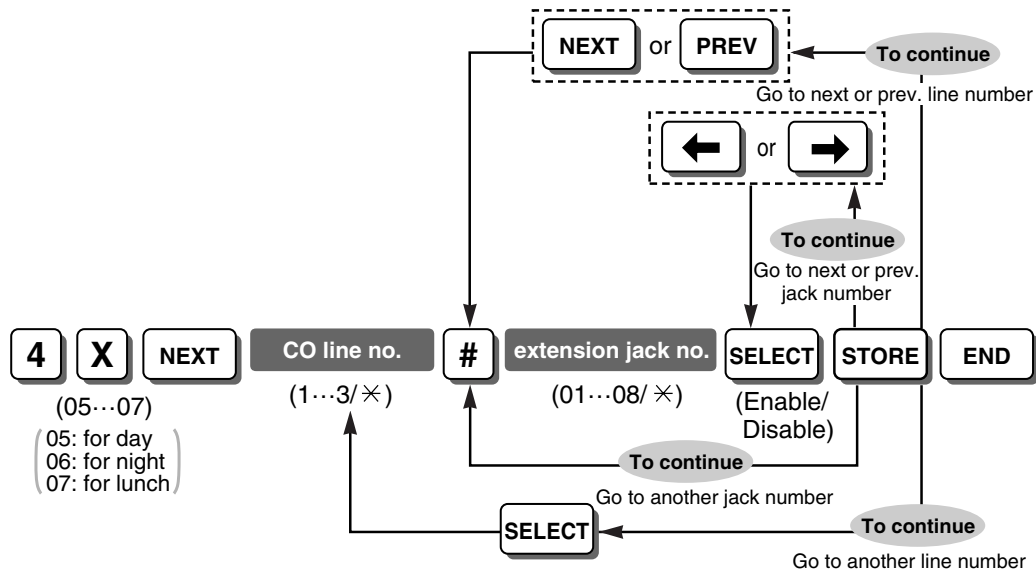 NEXT or PREV
To continue
Go to next or prev. line number
← or →
To continue
Go to next or prev.
jack number
4 X NEXT CO line no. # extension jack no. SELECT STORE END
(05···07)
(1···3/ ✳)
(01···08/ ✳)
(Enable/
Disable)
05: for day
06: for night
07: for lunch
To continue
Go to another jack number
SELECT
To continue
Go to another line number